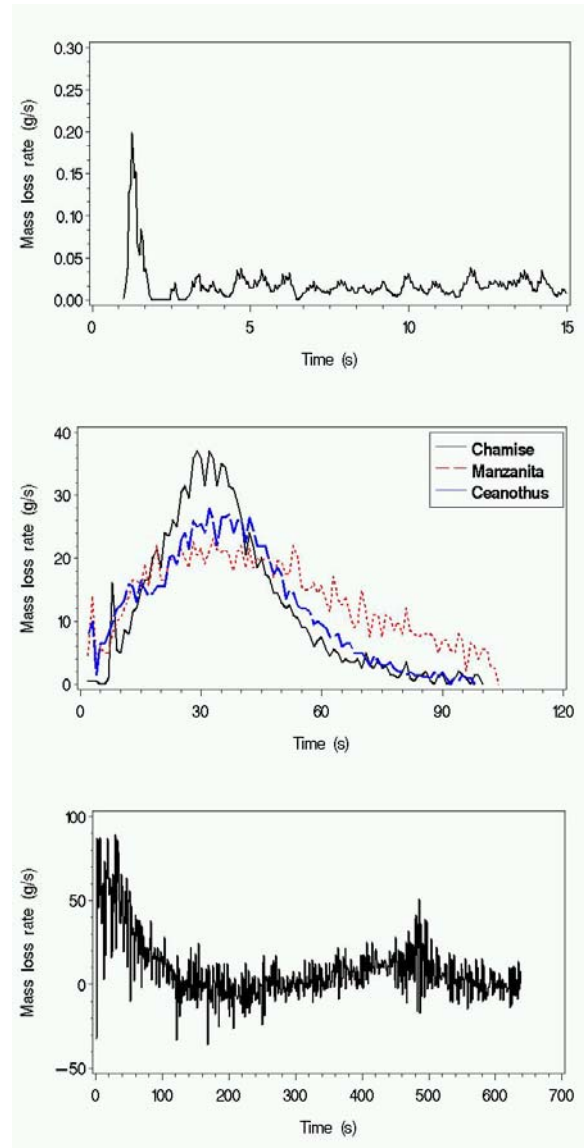 0.30
0.25
0.20
0.15
0.10
0.05
0.00
Mass loss rate (g/s)
0 5 10 15
Time (s)
40
30
20
10
0
Mass loss rate (g/s)
Chamise
Manzanita
Ceanothus
0 30 60 90 120
Time (s)
100
50
0
−50
Mass loss rate (g/s)
0 100 200 300 400 500 600 700
Time (s)